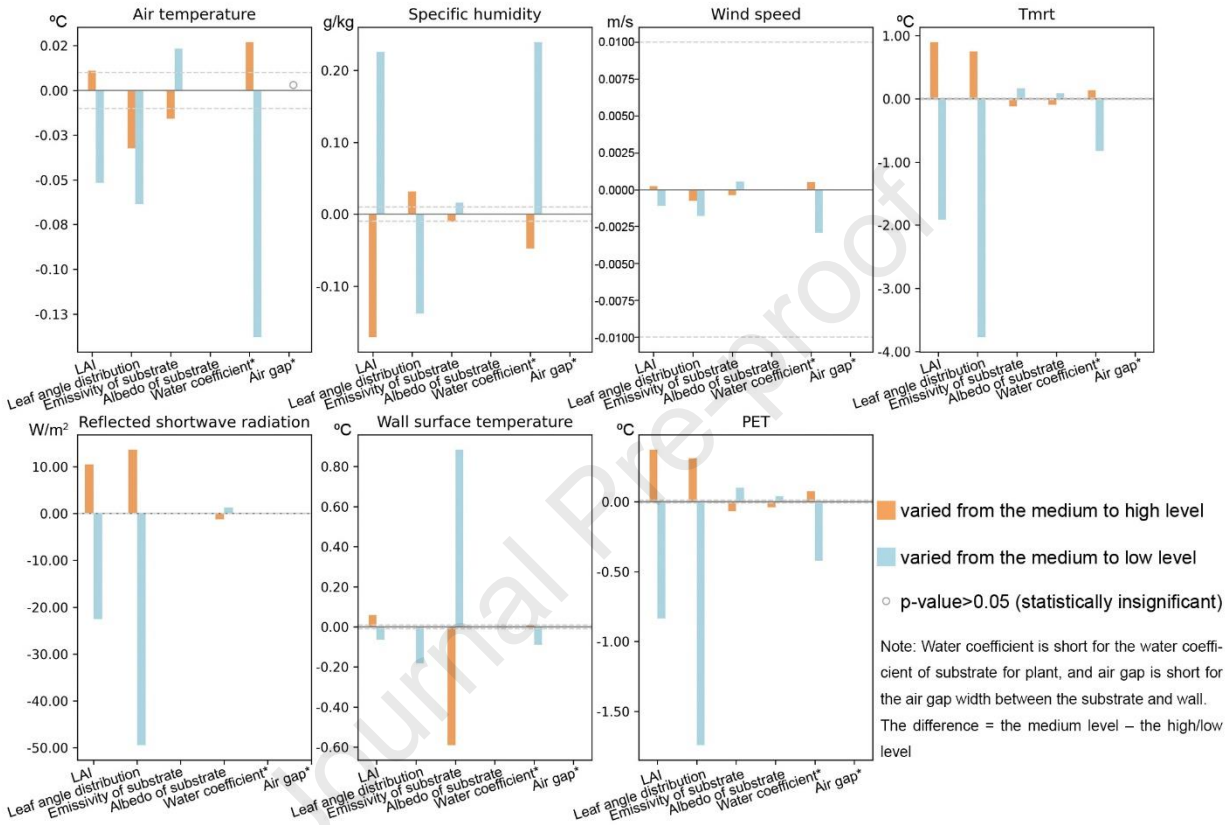 Air temperature
ºC
0.02
0.00
-0.03
-0.05
-0.08
-0.10
-0.13
LAI
Leaf angle distribution
Emissivity of substrate
Albedo of substrate
Water coefficient*
Air gap*
Specific humidity
g/kg
0.20
0.10
0.00
-0.10
LAI
Leaf angle distribution
Emissivity of substrate
Albedo of substrate
Water coefficient*
Air gap*
Wind speed
m/s
0.0100
0.0075
0.0050
0.0025
0.0000
-0.0025
-0.0050
-0.0075
-0.0100
LAI
Leaf angle distribution
Emissivity of substrate
Albedo of substrate
Water coefficient*
Air gap*
Tmrt
ºC
1.00
0.00
-1.00
-2.00
-3.00
-4.00
LAI
Leaf angle distribution
Emissivity of substrate
Albedo of substrate
Water coefficient*
Air gap*
Reflected shortwave radiation
W/m²
10.00
0.00
-10.00
-20.00
-30.00
-40.00
-50.00
LAI
Leaf angle distribution
Emissivity of substrate
Albedo of substrate
Water coefficient*
Air gap*
Wall surface temperature
ºC
0.80
0.60
0.40
0.20
0.00
-0.20
-0.40
-0.60
LAI
Leaf angle distribution
Emissivity of substrate
Albedo of substrate
Water coefficient*
Air gap*
PET
ºC
0.00
-0.50
-1.00
-1.50
LAI
Leaf angle distribution
Emissivity of substrate
Albedo of substrate
Water coefficient*
Air gap*
varied from the medium to high level
varied from the medium to low level
p-value>0.05 (statistically insignificant)
Note: Water coefficient is short for the water coeffi-
cient of substrate for plant, and air gap is short for
the air gap width between the substrate and wall.
The difference = the medium level – the high/low
level
Journal Pre-proof